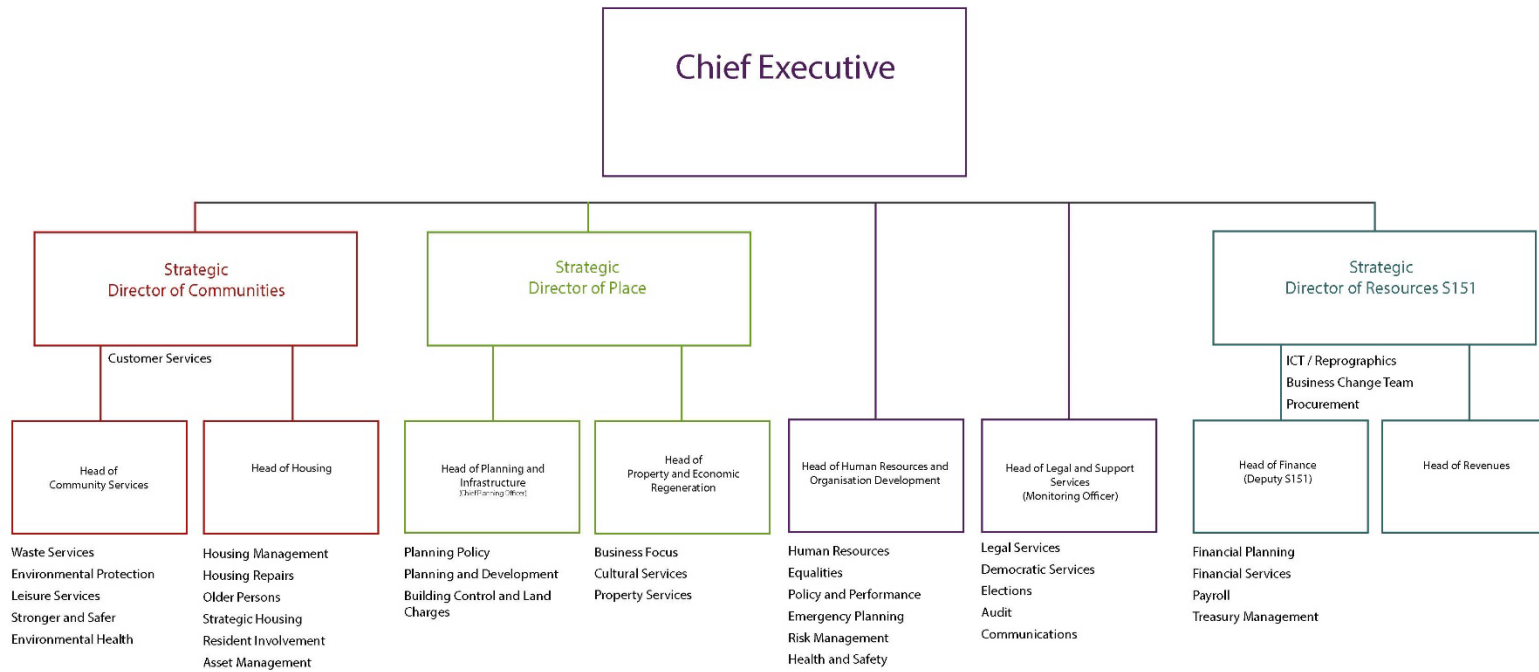 Chief Executive
Strategic
Director of Communities
Strategic
Director of Place
Strategic
Director of Resources S151
Customer Services
ICT / Reprographics
Business Change Team
Procurement
Head of
Community Services
Head of Housing
Head of Planning and
Infrastructure
(Chief Planning Officer)
Head of
Property and Economic
Regeneration
Head of Human Resources and
Organisation Development
Head of Legal and Support
Services
(Monitoring Officer)
Head of Finance
(Deputy S151)
Head of Revenues
Waste Services
Environmental Protection
Leisure Services
Stronger and Safer
Environmental Health
Housing Management
Housing Repairs
Older Persons
Strategic Housing
Resident Involvement
Asset Management
Planning Policy
Planning and Development
Building Control and Land
Charges
Business Focus
Cultural Services
Property Services
Human Resources
Equalities
Policy and Performance
Emergency Planning
Risk Management
Health and Safety
Legal Services
Democratic Services
Elections
Audit
Communications
Financial Planning
Financial Services
Payroll
Treasury Management